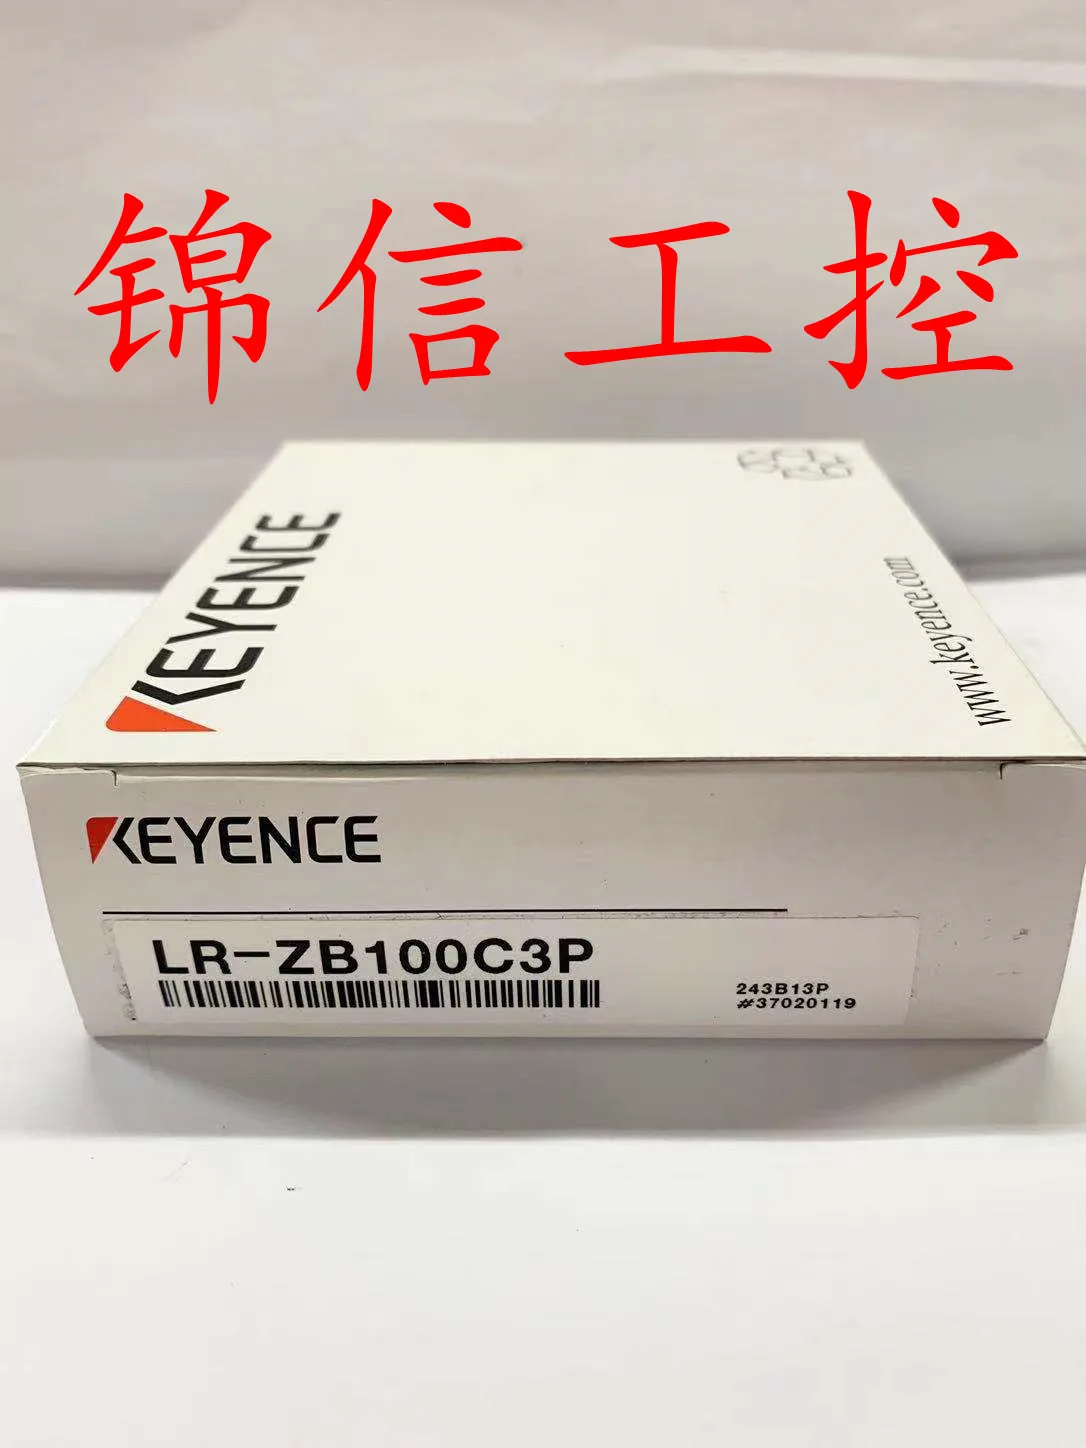 锦信工控
KEYENCE
www.keyence.com
KEYENCE
LR-ZB100C3P
243B13P
#37020119